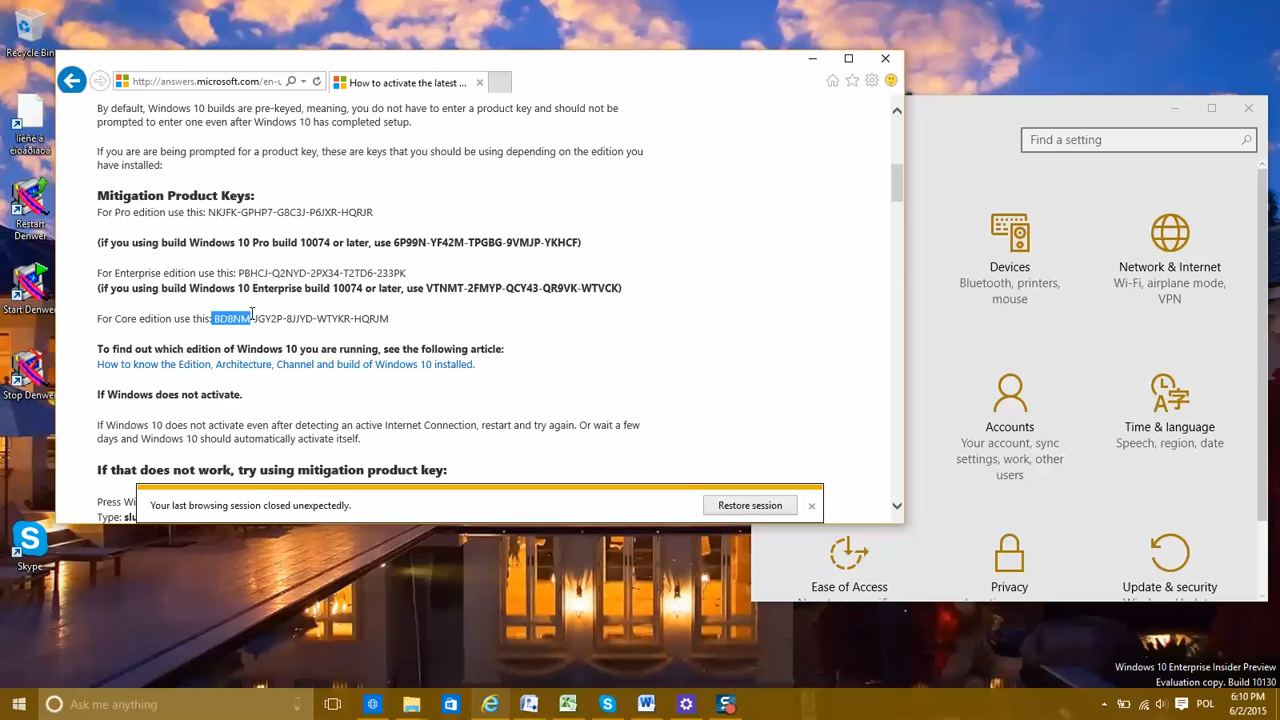 Recycle Bin
Restart
Denwer
Start Denwer
Stop Denwer
Skype
http://answers.microsoft.com/en-u
How to activate the latest ...
By default, Windows 10 builds are pre-keyed, meaning, you do not have to enter a product key and should not be
prompted to enter one even after Windows 10 has completed setup.
If you are are being prompted for a product key, these are keys that you should be using depending on the edition you
have installed:
Mitigation Product Keys:
For Pro edition use this: NKJFK-GPHP7-G8C3J-P6JXR-HQRJR
(if you using build Windows 10 Pro build 10074 or later, use 6P99N-YF42M-TPGBG-9VMJP-YKHCF)
For Enterprise edition use this: PBHCJ-Q2NYD-2PX34-T2TD6-233PK
(if you using build Windows 10 Enterprise build 10074 or later, use VTNMT-2FMYP-QCY43-QR9VK-WTVCK)
For Core edition use this: BD8NM-JGY2P-8JJYD-WTYKR-HQRJM
To find out which edition of Windows 10 you are running, see the following article:
How to know the Edition, Architecture, Channel and build of Windows 10 installed.
If Windows does not activate.
If Windows 10 does not activate even after detecting an active Internet Connection, restart and try again. Or wait a few
days and Windows 10 should automatically activate itself.
If that does not work, try using mitigation product key:
Press Wi
Type: slu
Your last browsing session closed unexpectedly.
Restore session
Find a setting
Devices
Bluetooth, printers,
mouse
Network & Internet
Wi-Fi, airplane mode,
VPN
Accounts
Your account, sync
settings, work, other
users
Time & language
Speech, region, date
Ease of Access
Privacy
Update & security
Windows 10 Enterprise Insider Preview
Evaluation copy. Build 10130
Ask me anything
POL
6:10 PM
6/2/2015